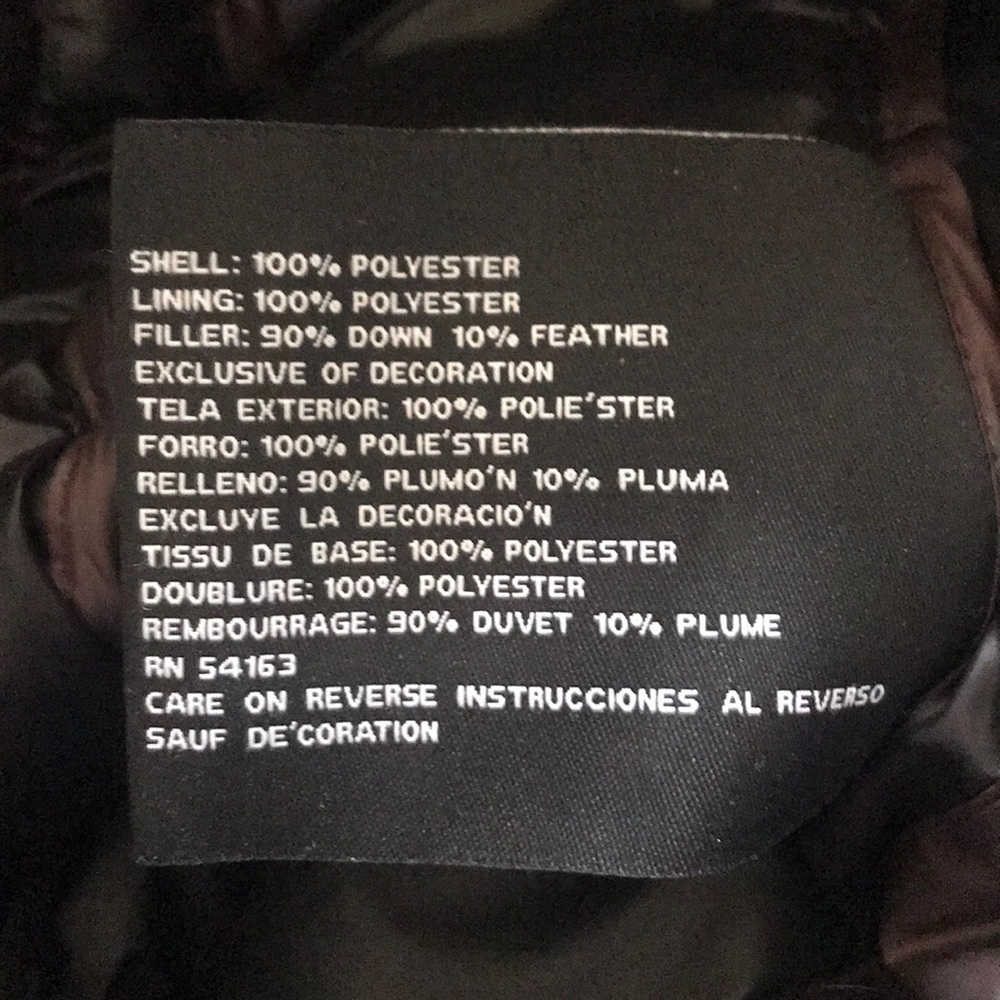 SHELL: 100% POLYESTER
LINING: 100% POLYESTER
FILLER: 90% DOWN 10% FEATHER
EXCLUSIVE OF DECORATION
TELA EXTERIOR: 100% POLIE'STER
FORRO: 100% POLIE'STER
RELLENO: 90% PLUMO'N 10% PLUMA
EXCLUYE LA DECORACIO'N
TISSU DE BASE: 100% POLYESTER
DOUBLURE: 100% POLYESTER
REMBOURRAGE: 90% DUVET 10% PLUME
RN 54163
CARE ON REVERSE INSTRUCCIONES AL REVERSO
SAUF DE'CORATION